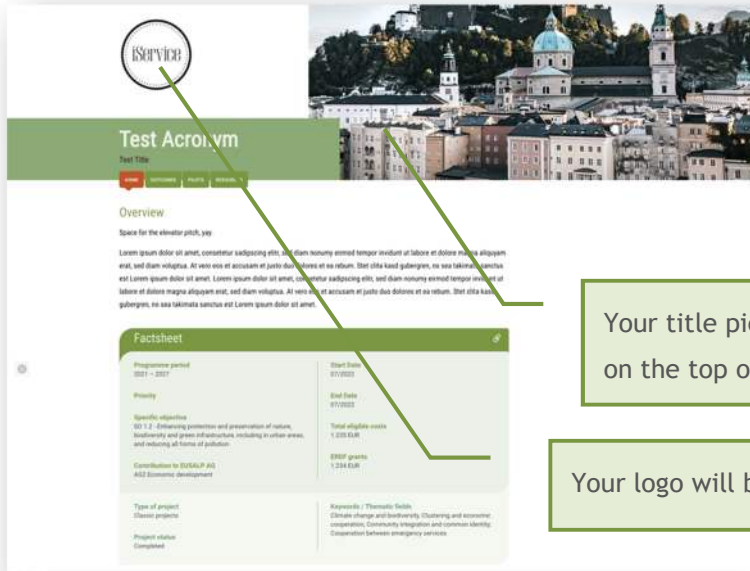 iService
Test Acronym
Test Title
HOME OUTCOMES PILOTS
Overview
Space for the elevator pitch, yay
Lorem ipsum dolor sit amet, consetetur sadipscing elitr, sed diam nonumy eirmod tempor invidunt ut labore et dolore magna aliquyam
erat, sed diam voluptua. At vero eos et accusam et justo duo dolores et ea rebum. Stet clita kasd gubergren, no sea takimata sanctus
est Lorem ipsum dolor sit amet. Lorem ipsum dolor sit amet, consetetur sadipscing elitr, sed diam nonumy eirmod tempor invidunt ut
labore et dolore magna aliquyam erat, sed diam voluptua. At vero eos et accusam et justo duo dolores et ea rebum. Stet clita kasd
gubergren, no sea takimata sanctus est Lorem ipsum dolor sit amet.
Factsheet
Programme period
2021 – 2027
Priority
Specific objective
SO 1.2 - Enhancing protection and preservation of nature,
biodiversity and green infrastructure, including in urban areas,
and reducing all forms of pollution
Contribution to EUSALP AG
AG2 Economic development
Start Date
07/2022
End Date
07/2023
Total eligible costs
1.235 EUR
ERDF grants
1.234 EUR
Type of project
Classic projects
Project status
Completed
Keywords / Thematic fields
Climate change and biodiversity, Clustering and economic
cooperation, Community integration and common identity,
Cooperation between emergency services
Your title pi
on the top o
Your logo will b